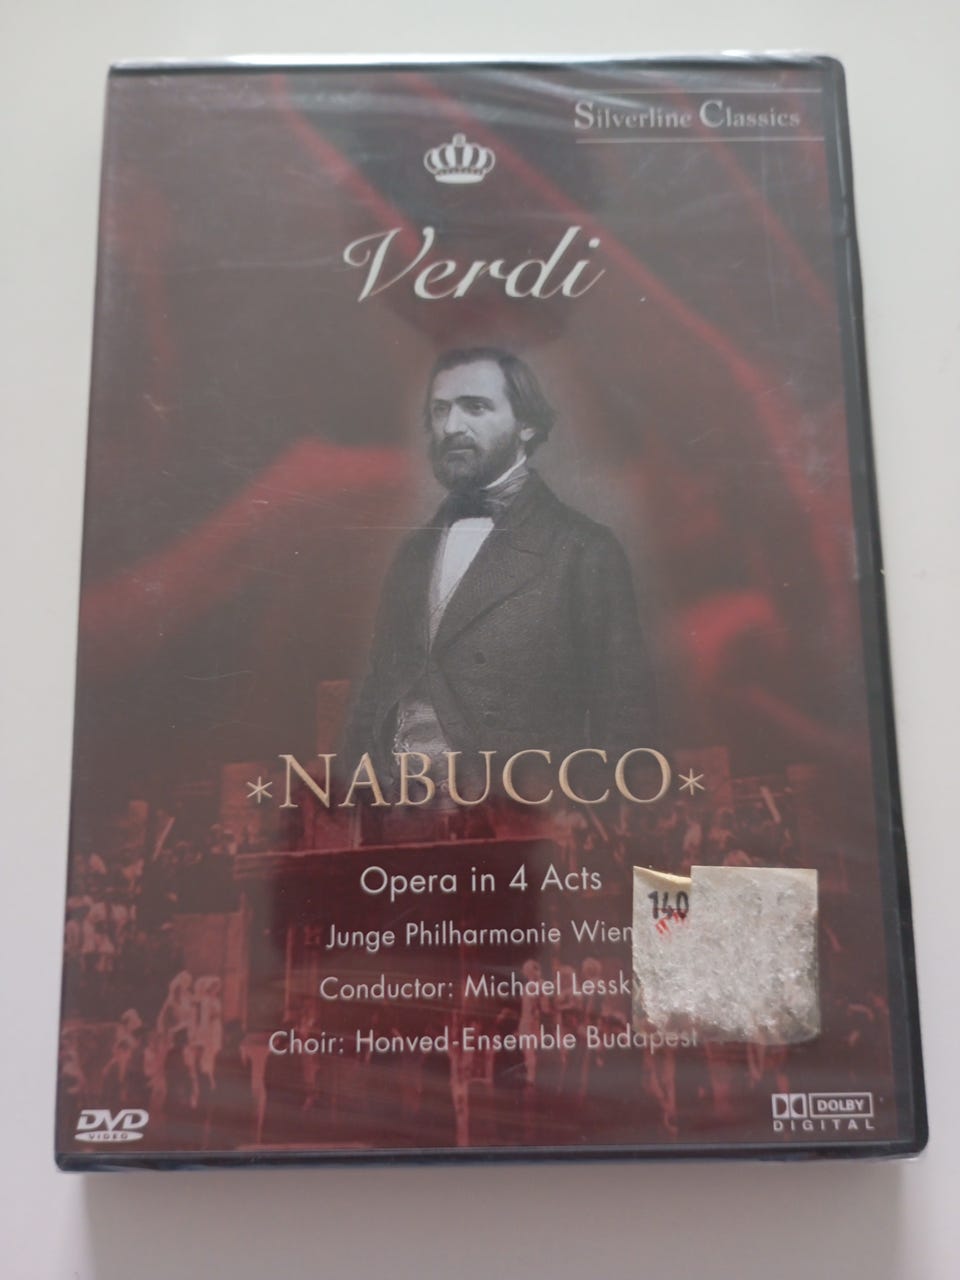 Silverline Classics
Verdi
*NABUCCO*
Opera in 4 Acts
140
Junge Philharmonie Wien
Conductor: Michael Lessk
Choir: Honved-Ensemble Budapest
DVD
VIDEO
DOLBY
DIGITAL